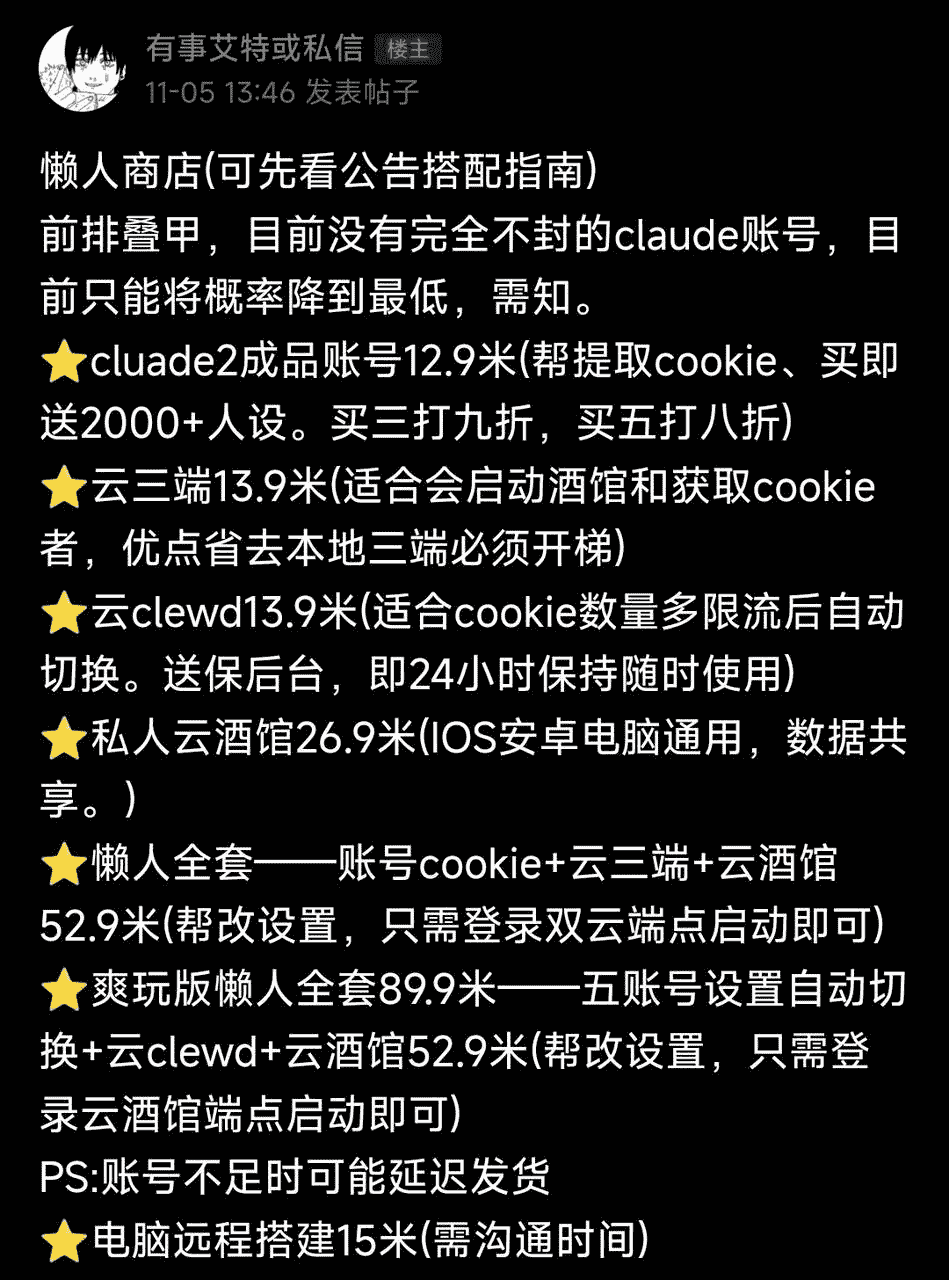 有事艾特或私信 楼主
11-05 13:46 发表帖子
懒人商店(可先看公告搭配指南)
前排叠甲，目前没有完全不封的claude账号，目
前只能将概率降到最低，需知。
⭐cluade2成品账号12.9米(帮提取cookie、买即
送2000+人设。买三打九折，买五打八折)
⭐云三端13.9米(适合会启动酒馆和获取cookie
者，优点省去本地三端必须开梯)
⭐云clewd13.9米(适合cookie数量多限流后自动
切换。送保后台，即24小时保持随时使用)
⭐私人云酒馆26.9米(IOS安卓电脑通用，数据共
享。)
⭐懒人全套——账号cookie+云三端+云酒馆
52.9米(帮改设置，只需登录双云端点启动即可)
⭐爽玩版懒人全套89.9米——五账号设置自动切
换+云clewd+云酒馆52.9米(帮改设置，只需登
录云酒馆端点启动即可)
PS:账号不足时可能延迟发货
⭐电脑远程搭建15米(需沟通时间)